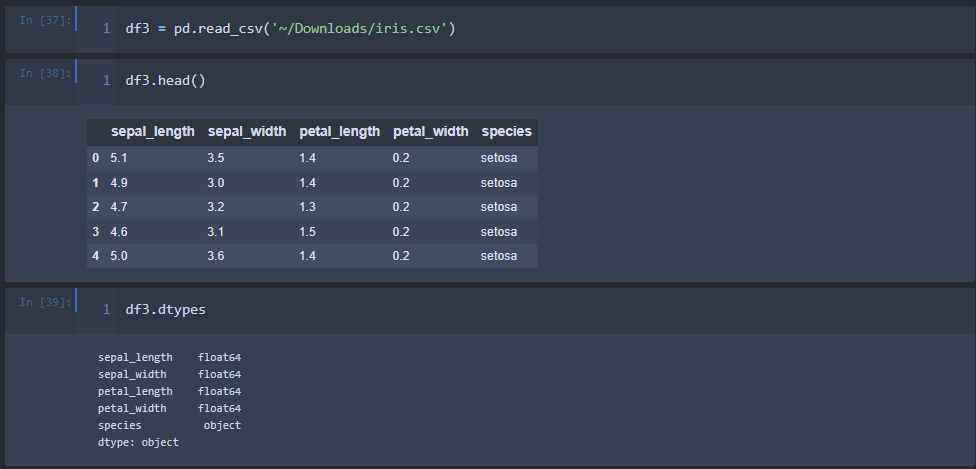 In [37]:
1 df3 = pd.read_csv('~/Downloads/iris.csv')
In [38]:
1 df3.head()
sepal_length sepal_width petal_length petal_width species
0 5.1 3.5 1.4 0.2 setosa
1 4.9 3.0 1.4 0.2 setosa
2 4.7 3.2 1.3 0.2 setosa
3 4.6 3.1 1.5 0.2 setosa
4 5.0 3.6 1.4 0.2 setosa
In [39]:
1 df3.dtypes
sepal_length float64
sepal_width float64
petal_length float64
petal_width float64
species object
dtype: object